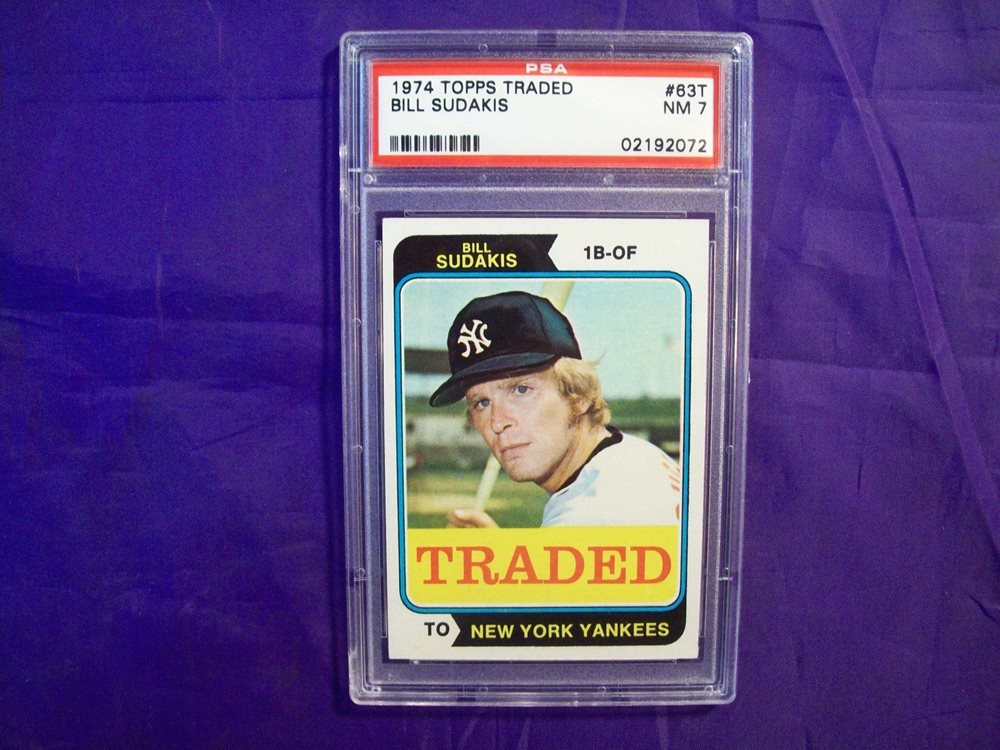 PSA
1974 TOPPS TRADED #63T
BILL SUDAKIS NM 7
02192072
BILL
SUDAKIS
1B-OF
NY
TRADED
TO NEW YORK YANKEES